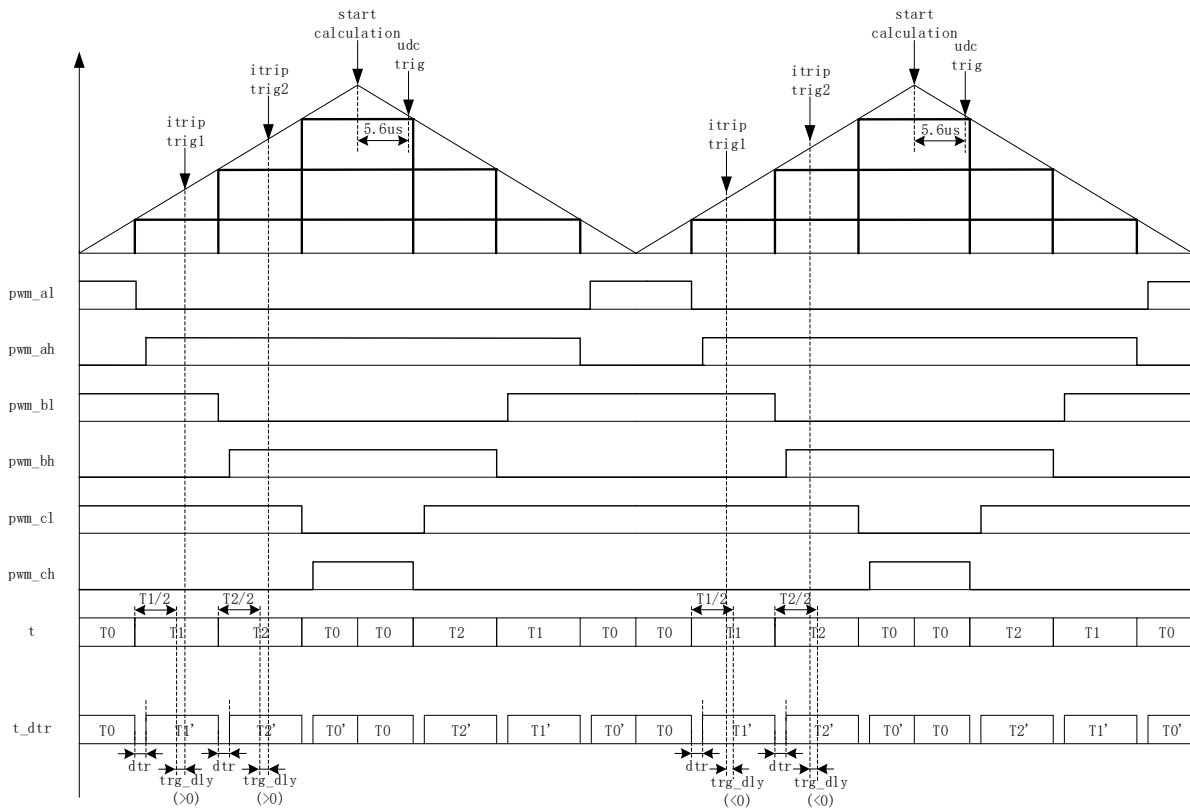 start
calculation
udc
trig
itrip
trig2
itrip
trig1
5.6us
start
calculation
udc
trig
itrip
trig2
itrip
trig1
5.6us
pwm_al
pwm_ah
pwm_bl
pwm_bh
pwm_cl
pwm_ch
T1/2 T2/2 T1/2 T2/2
t T0 T1 T2 T0 T0 T2 T1 T0 T0 T1 T2 T0 T0 T2 T1 T0
t_dtr T0 T1' T2' T0' T0 T2' T1' T0' T0 T1' T2' T0' T0 T2' T1' T0'
dtr dtr dtr dtr
trg_dly trg_dly trg_dly trg_dly
(>0) (>0) (<0) (<0)